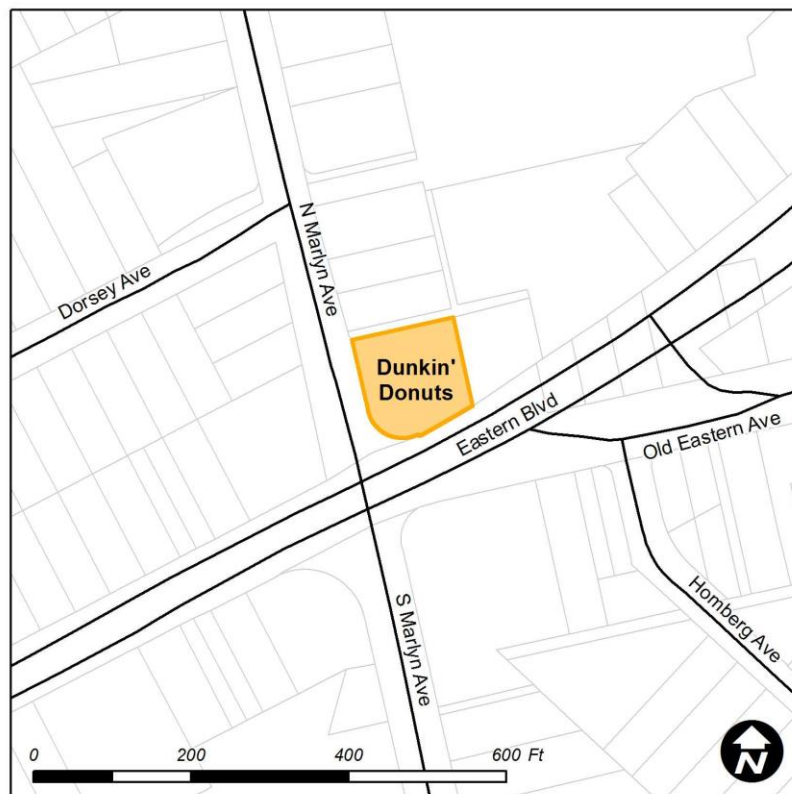 N Marlyn Ave
Dorsey Ave
Dunkin'
Donuts
Eastern Blvd
Old Eastern Ave
S Marlyn Ave
Homberg Ave
0 200 400 600 Ft
N